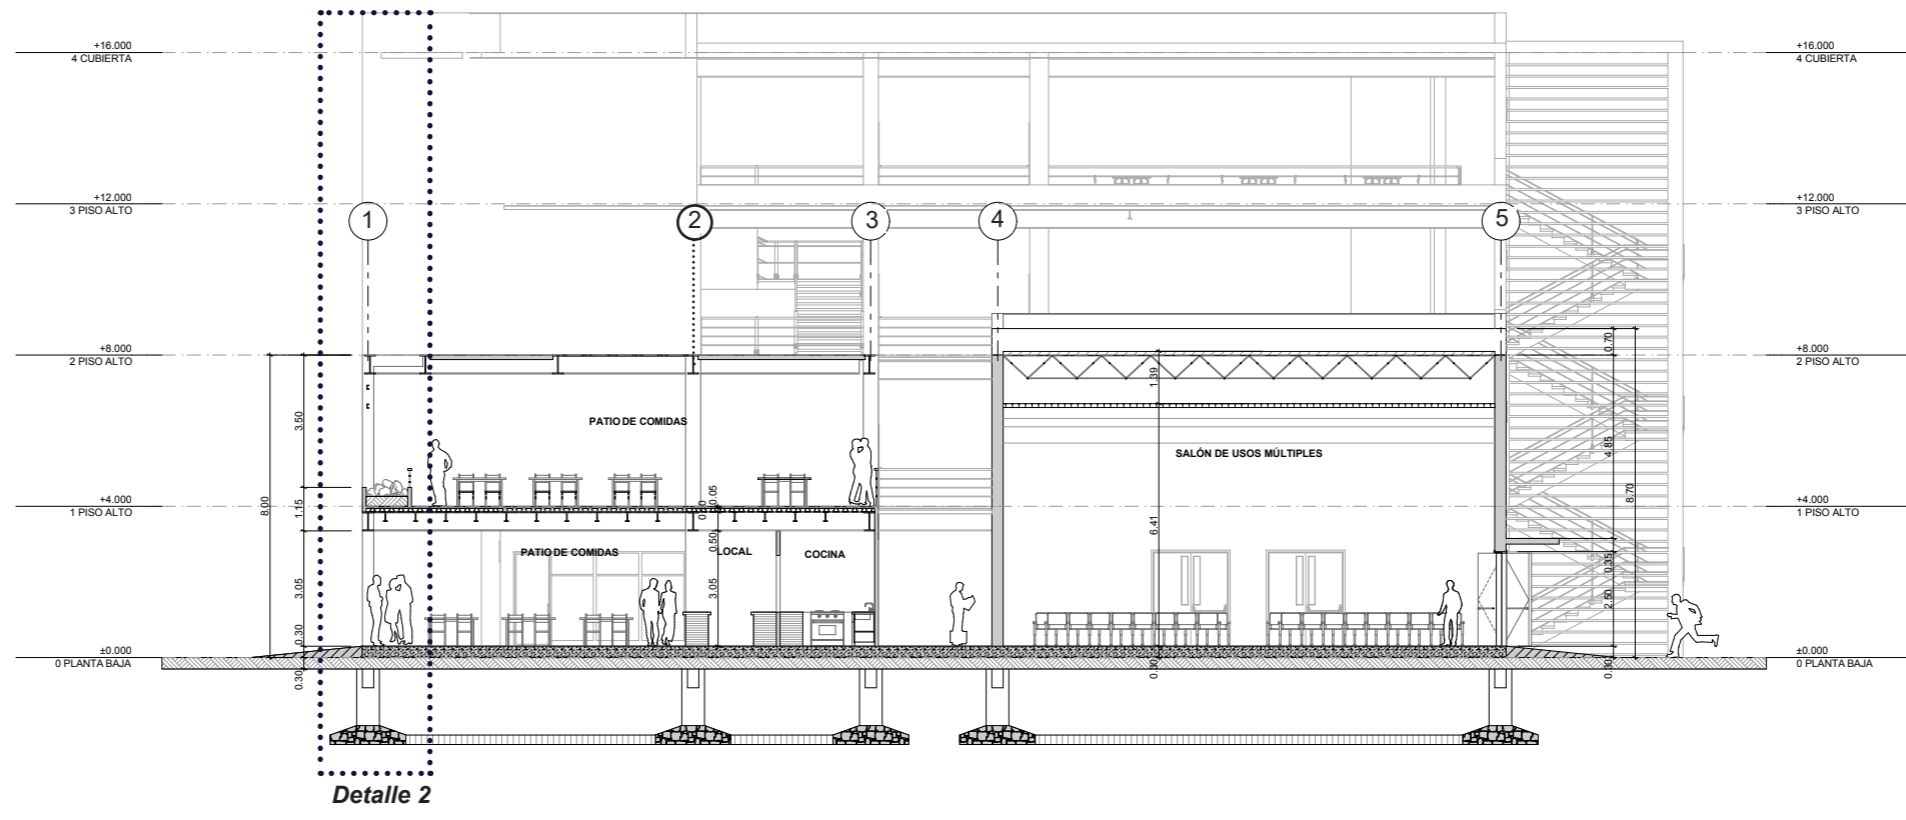 +16.000
4 CUBIERTA
+16.000
4 CUBIERTA
+12.000
3 PISO ALTO
+12.000
3 PISO ALTO
1
2
3
4
5
+8.000
2 PISO ALTO
+8.000
2 PISO ALTO
0.70
1.39
3.50
PATIO DE COMIDAS
SALÓN DE USOS MÚLTIPLES
4.85
8.70
8.00
1.15
0.05
+4.000
1 PISO ALTO
+4.000
1 PISO ALTO
6.41
0.50
PATIO DE COMIDAS
LOCAL
COCINA
0.35
3.05
3.05
2.50
0.30
±0.000
0 PLANTA BAJA
±0.000
0 PLANTA BAJA
0.30
0.30
0.30
Detalle 2